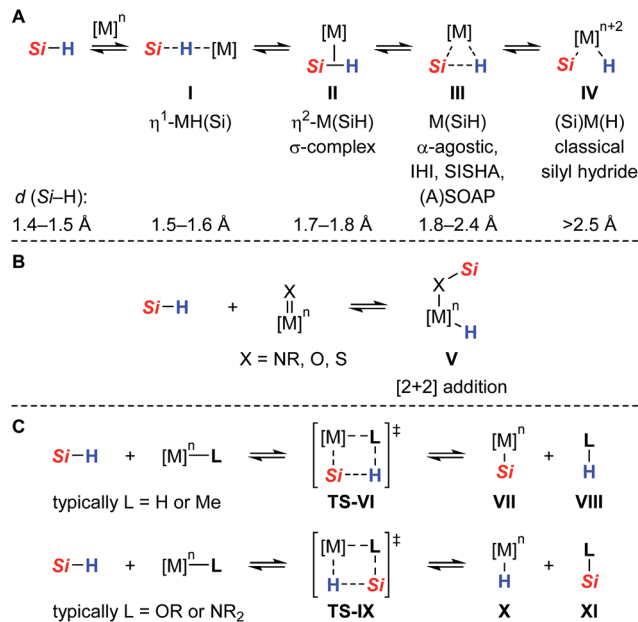 A
Si–H [M]ⁿ Si--H--[M] [M] Si–H [M] Si---H [M]ⁿ⁺² Si H
I II III IV
η¹-MH(Si) η²-M(SiH) M(SiH) (Si)M(H)
σ-complex α-agostic, classical
IHI, SISHA, silyl hydride
d (Si–H): (A)SOAP
1.4–1.5 Å 1.5–1.6 Å 1.7–1.8 Å 1.8–2.4 Å >2.5 Å
B
Si–H + X [M]ⁿ X Si [M]ⁿ H
X = NR, O, S V
[2+2] addition
C
Si–H + [M]ⁿ–L [M]--L Si---H ‡ [M]ⁿ Si + L H
typically L = H or Me TS-VI VII VIII
Si–H + [M]ⁿ–L [M]--L H---Si ‡ [M]ⁿ H + L Si
typically L = OR or NR₂ TS-IX X XI